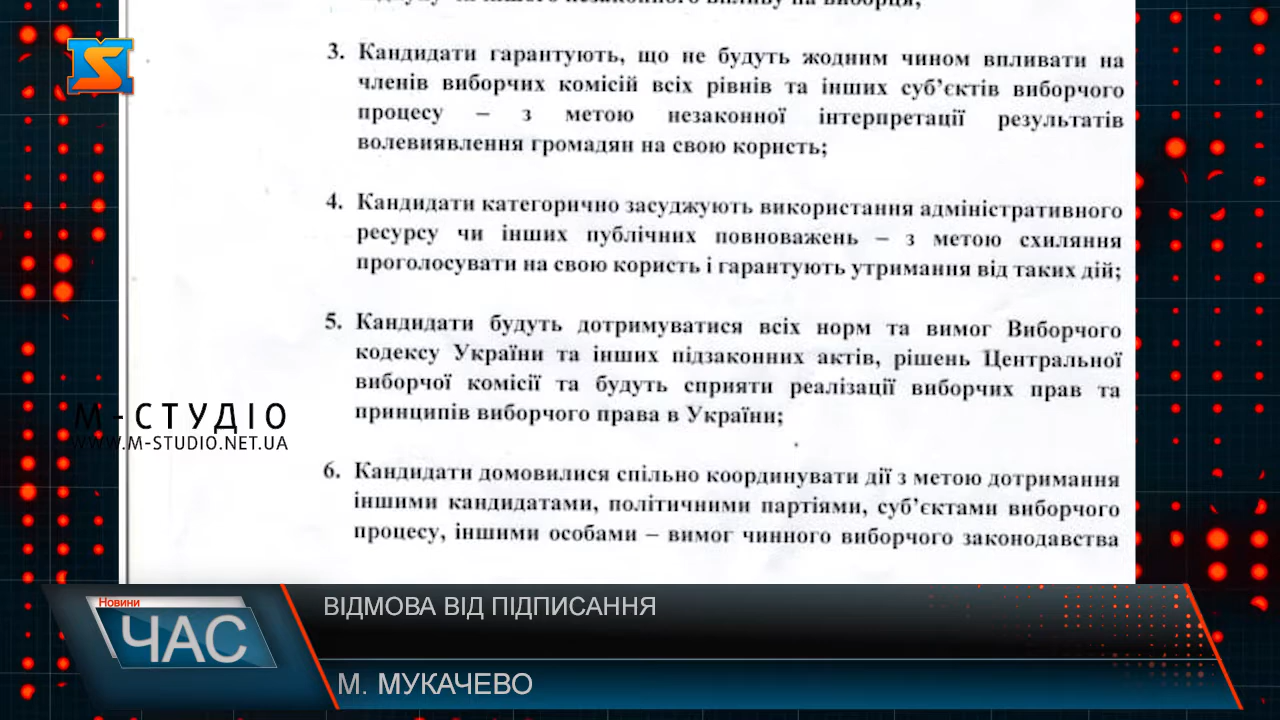 3. Кандидати гарантують, що не будуть жодним чином впливати на
членів виборчих комісій всіх рівнів та інших суб’єктів виборчого
процесу – з метою незаконної інтерпретації результатів
волевиявлення громадян на свою користь;
4. Кандидати категорично засуджують використання адміністративного
ресурсу чи інших публічних повноважень – з метою схиляння
проголосувати на свою користь і гарантують утримання від таких дій;
5. Кандидати будуть дотримуватися всіх норм та вимог Виборчого
кодексу України та інших підзаконних актів, рішень Центральної
виборчої комісії та будуть сприяти реалізації виборчих прав та
принципів виборчого права в Україні;
М-СТУДІО
WWW.M-STUDIO.NET.UA
6. Кандидати домовилися спільно координувати дії з метою дотримання
іншими кандидатами, політичними партіями, суб’єктами виборчого
процесу, іншими особами – вимог чинного виборчого законодавства
Новини
ЧАС
ВІДМОВА ВІД ПІДПИСАННЯ
М. МУКАЧЕВО